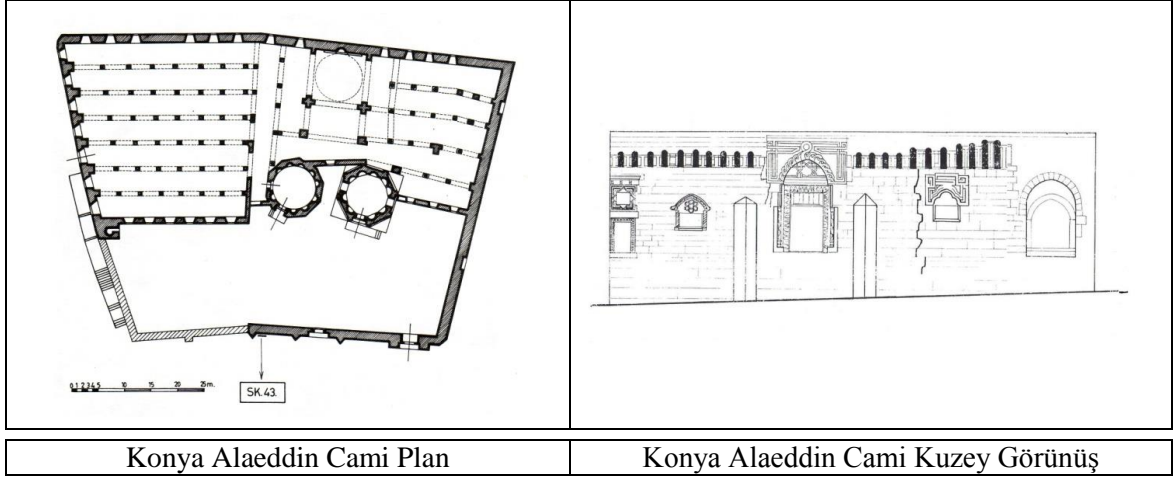 0 1 2 3 4 5 10 15 20 25m.
SK.43.
Konya Alaeddin Cami Plan
Konya Alaeddin Cami Kuzey Görünüş